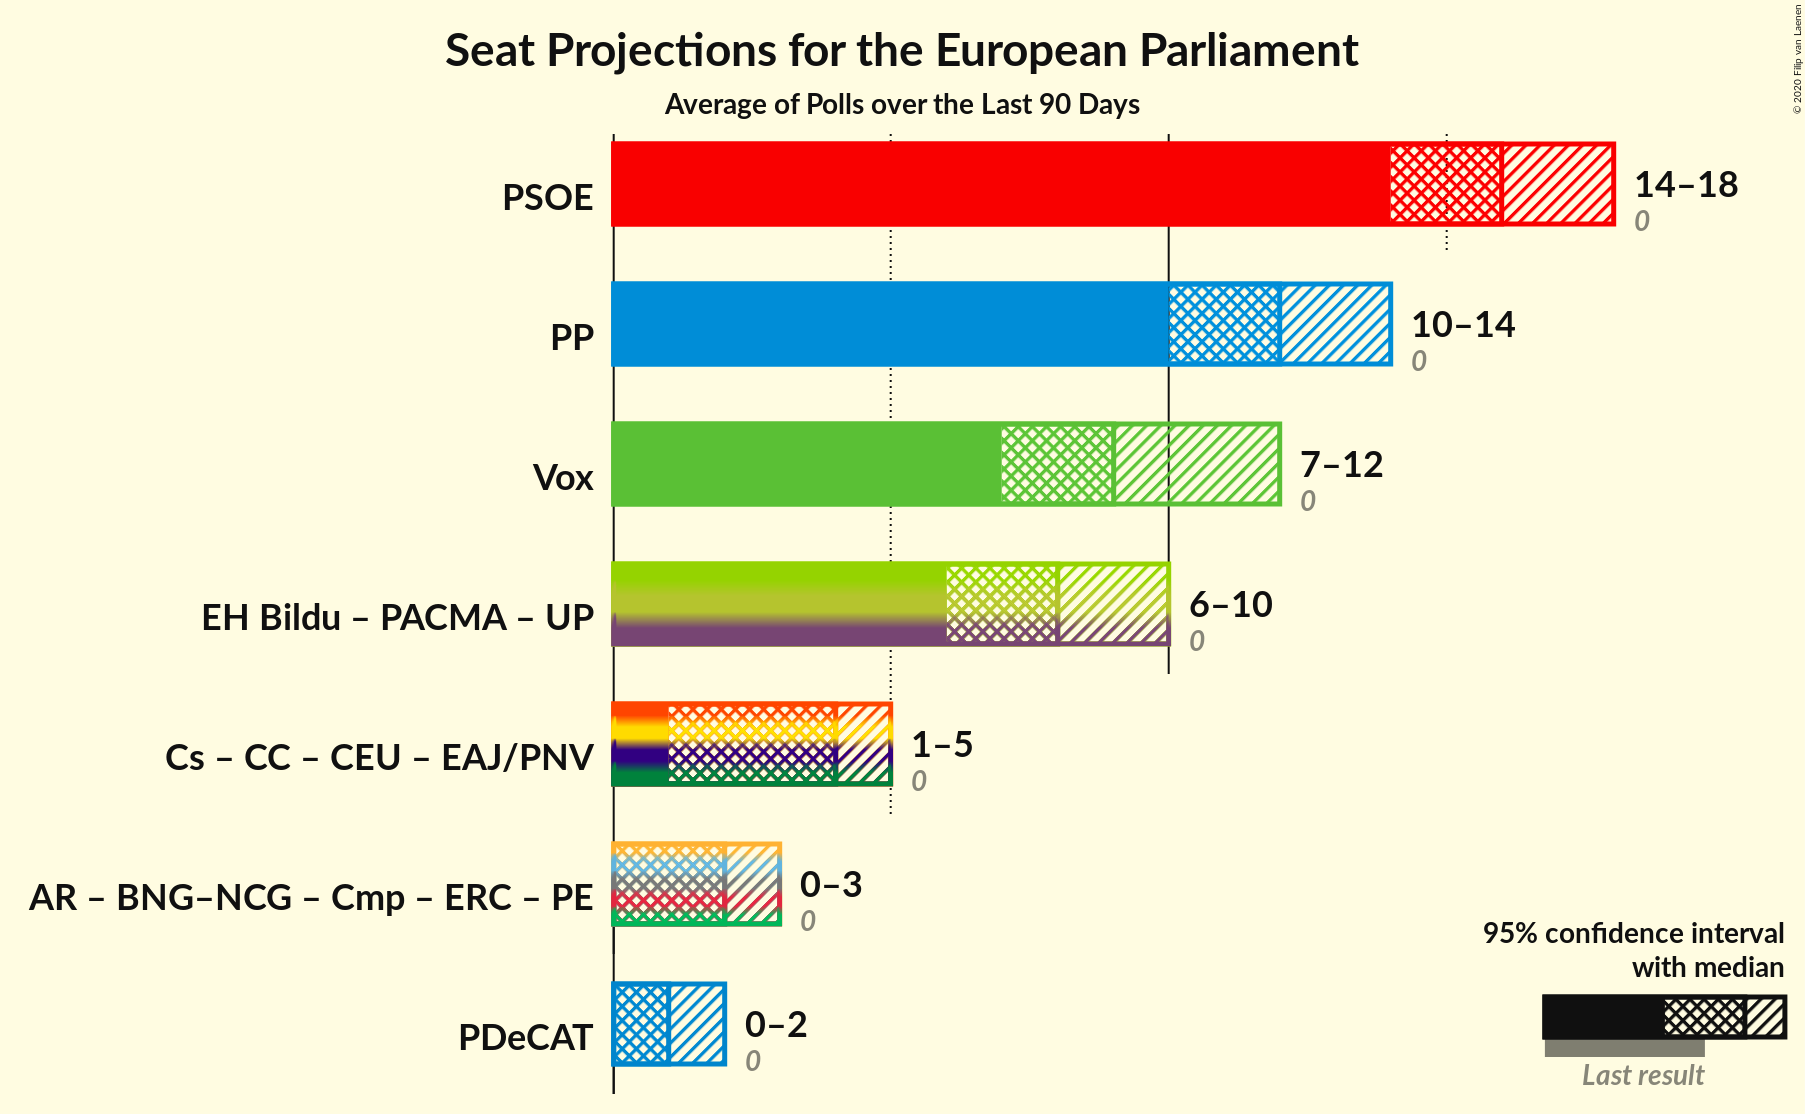 Seat Projections for the European Parliament
Average of Polls over the Last 90 Days
© 2020 Filip van Laenen
PSOE
14–18
0
PP
10–14
0
Vox
7–12
0
EH Bildu – PACMA – UP
6–10
0
Cs – CC – CEU – EAJ/PNV
1–5
0
AR – BNG–NCG – Cmp – ERC – PE
0–3
0
PDeCAT
0–2
0
95% confidence interval
with median
Last result